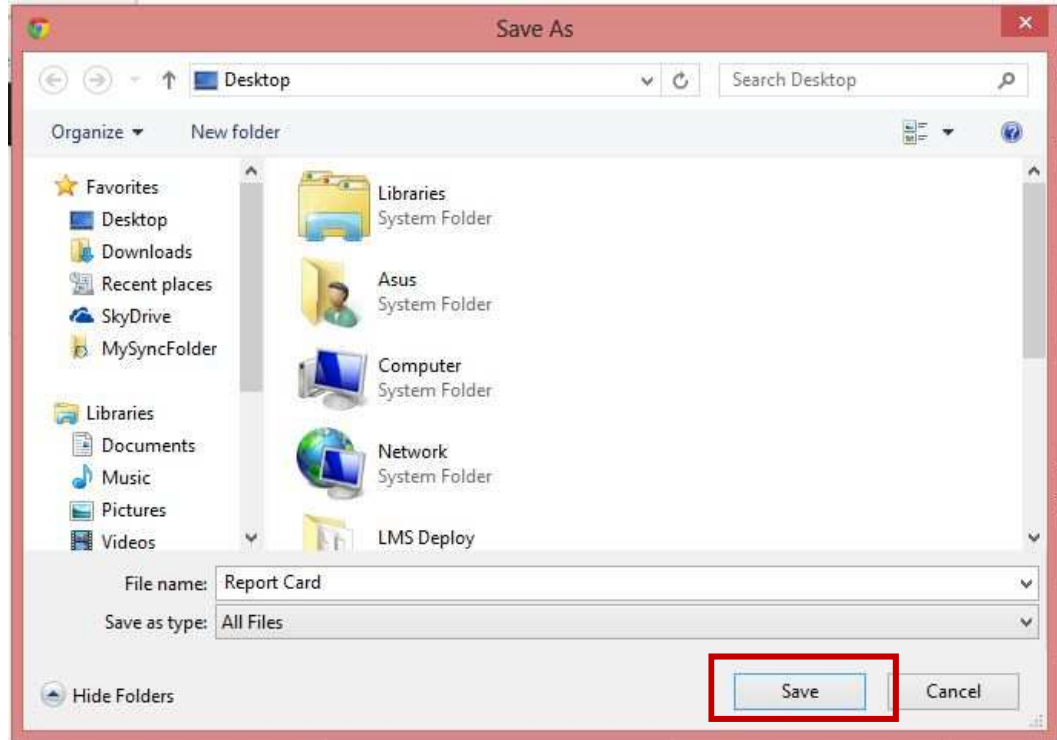 Save As
Desktop
Search Desktop
Organize
New folder
Favorites
Desktop
Downloads
Recent places
SkyDrive
MySyncFolder
Libraries
Documents
Music
Pictures
Videos
Libraries
System Folder
Asus
System Folder
Computer
System Folder
Network
System Folder
LMS Deploy
File name: Report Card
Save as type: All Files
Hide Folders
Save
Cancel